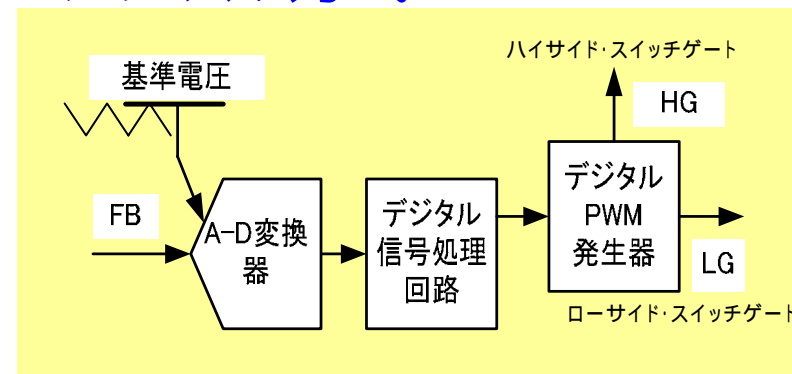 ハイサイド・スイッチゲート
基準電圧
HG
FB
A-D変換
器
デジタル
信号処理
回路
デジタル
PWM
発生器
LG
ローサイド・スイッチゲート